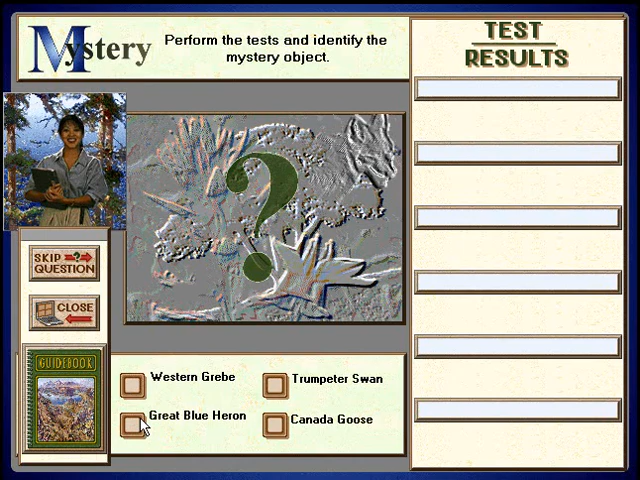 Mystery
Perform the tests and identify the
mystery object.
TEST
RESULTS
?
SKIP
QUESTION
CLOSE
GUIDEBOOK
Western Grebe
Trumpeter Swan
Great Blue Heron
Canada Goose